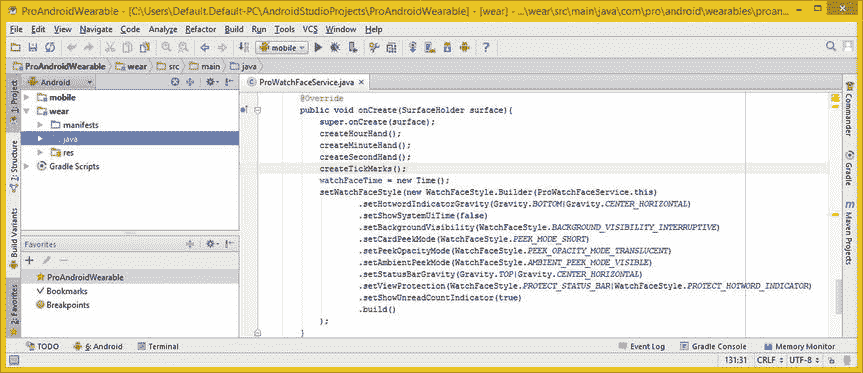 ProAndroidWearable - [C:\Users\Default.Default-PC\AndroidStudioProjects\ProAndroidWearable] - [wear] - ...\wear\src\main\java\com\pro\android\wearables\proan...
File Edit View Navigate Code Analyze Refactor Build Run Tools VCS Window Help
mobile
ProAndroidWearable wear src main java
Android
ProWatchFaceService.java
mobile
wear
manifests
java
res
Gradle Scripts
Favorites
ProAndroidWearable
Bookmarks
Breakpoints
1: Project
7: Structure
Build Variants
2: Favorites
@Override
public void onCreate(SurfaceHolder surface){
super.onCreate(surface);
createHourHand();
createMinuteHand();
createSecondHand();
createTickMarks();
watchFaceTime = new Time();
setWatchFaceStyle(new WatchFaceStyle.Builder(ProWatchFaceService.this)
.setHotwordIndicatorGravity(Gravity.BOTTOM|Gravity.CENTER_HORIZONTAL)
.setShowSystemUiTime(false)
.setBackgroundVisibility(WatchFaceStyle.BACKGROUND_VISIBILITY_INTERRUPTIVE)
.setCardPeekMode(WatchFaceStyle.PEEK_MODE_SHORT)
.setPeekOpacityMode(WatchFaceStyle.PEEK_OPACITY_MODE_TRANSLUCENT)
.setAmbientPeekMode(WatchFaceStyle.AMBIENT_PEEK_MODE_VISIBLE)
.setStatusBarGravity(Gravity.TOP|Gravity.CENTER_HORIZONTAL)
.setViewProtection(WatchFaceStyle.PROTECT_STATUS_BAR|WatchFaceStyle.PROTECT_HOTWORD_INDICATOR)
.setShowUnreadCountIndicator(true)
.build()
);
}
Commander
Gradle
Maven Projects
TODO 6: Android Terminal Event Log Gradle Console Memory Monitor
131:31 CRLF UTF-8